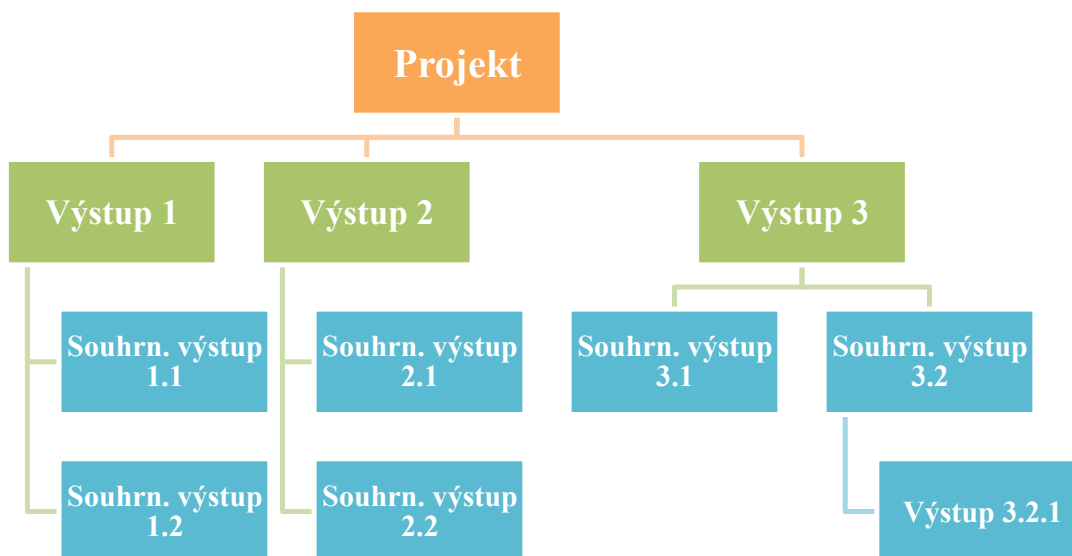 Projekt
Výstup 1
Výstup 2
Výstup 3
Souhrn. výstup
1.1
Souhrn. výstup
2.1
Souhrn. výstup
3.1
Souhrn. výstup
3.2
Souhrn. výstup
1.2
Souhrn. výstup
2.2
Výstup 3.2.1